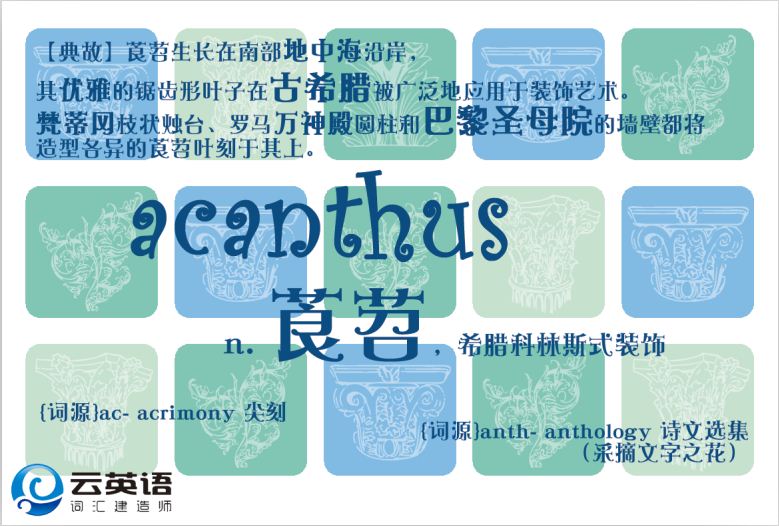 【典故】莨苕生长在南部地中海沿岸，
其优雅的锯齿形叶子在古希腊被广泛地应用于装饰艺术。
梵蒂冈枝状烛台、罗马万神殿圆柱和巴黎圣母院的墙壁都将
造型各异的莨苕叶刻于其上。
acanthus
n. 莨苕，希腊科林斯式装饰
{词源}ac- acrimony 尖刻
{词源}anth- anthology 诗文选集
（采摘文字之花）
云英语
词汇建造师